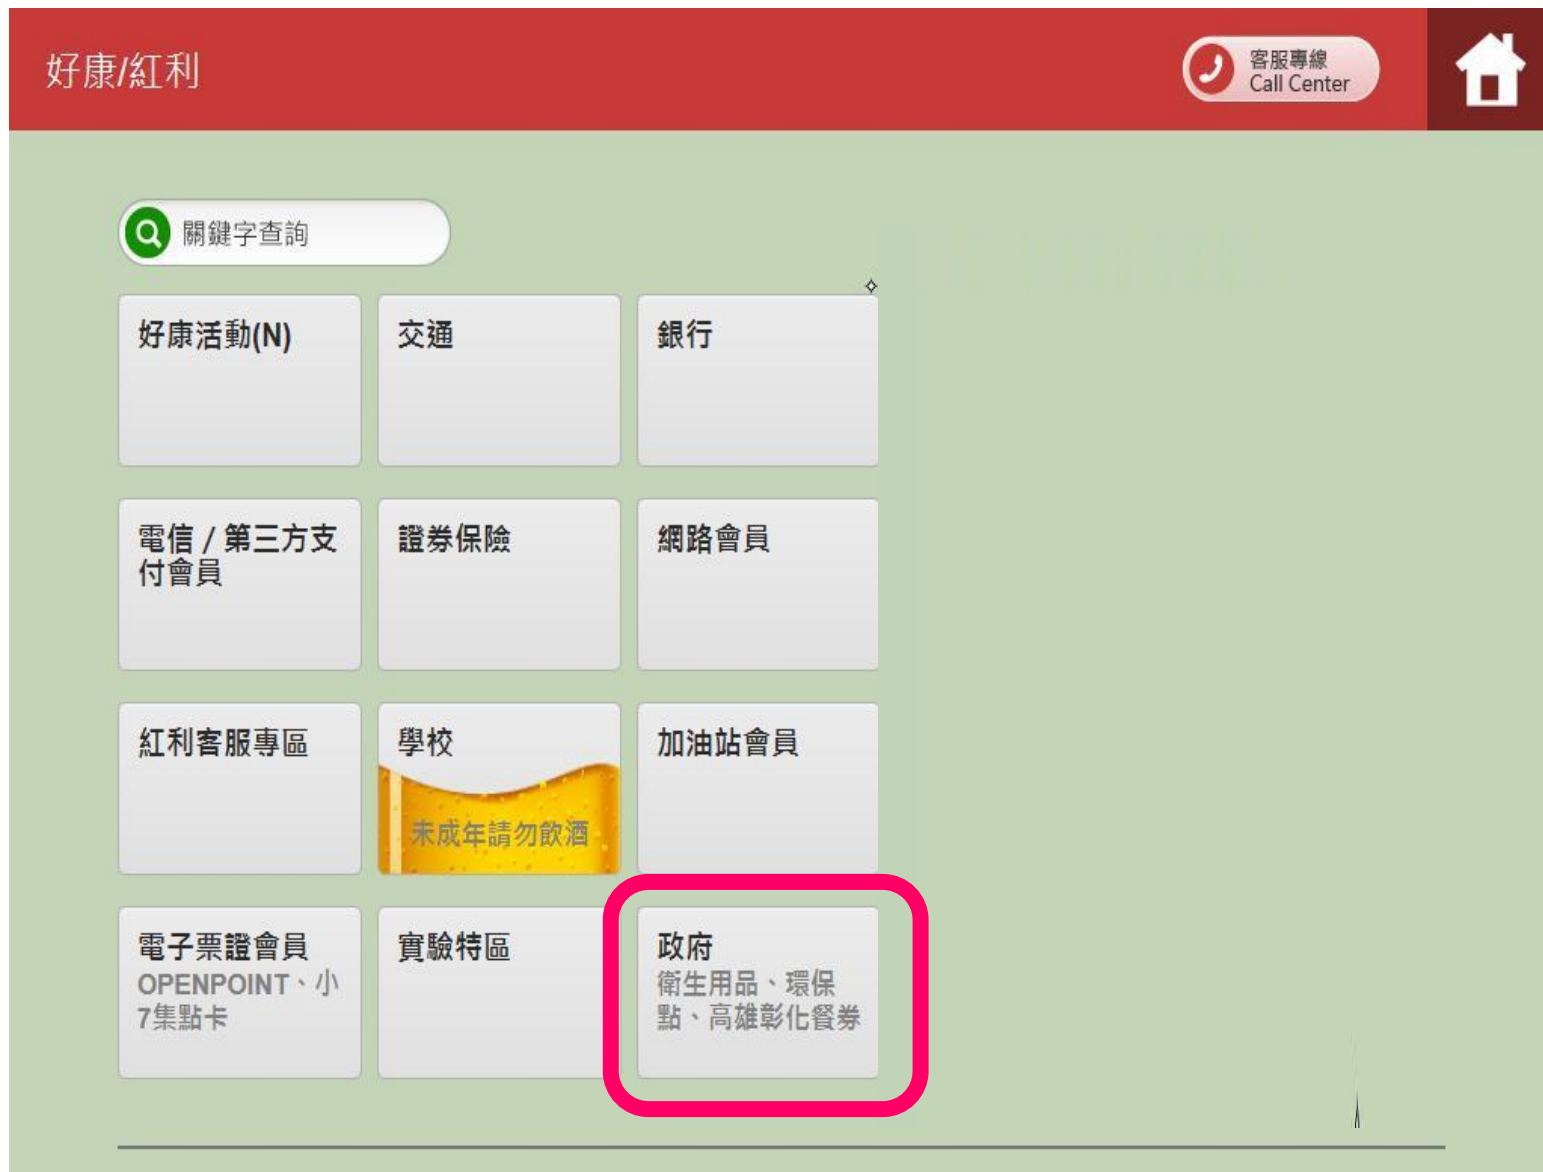 好康/紅利
客服專線
Call Center
關鍵字查詢
好康活動(N)
交通
銀行
電信 / 第三方支
付會員
證券保險
網路會員
紅利客服專區
學校
未成年請勿飲酒
加油站會員
電子票證會員
OPENPOINT、小
7集點卡
實驗特區
政府
衛生用品、環保
點、高雄彰化餐券